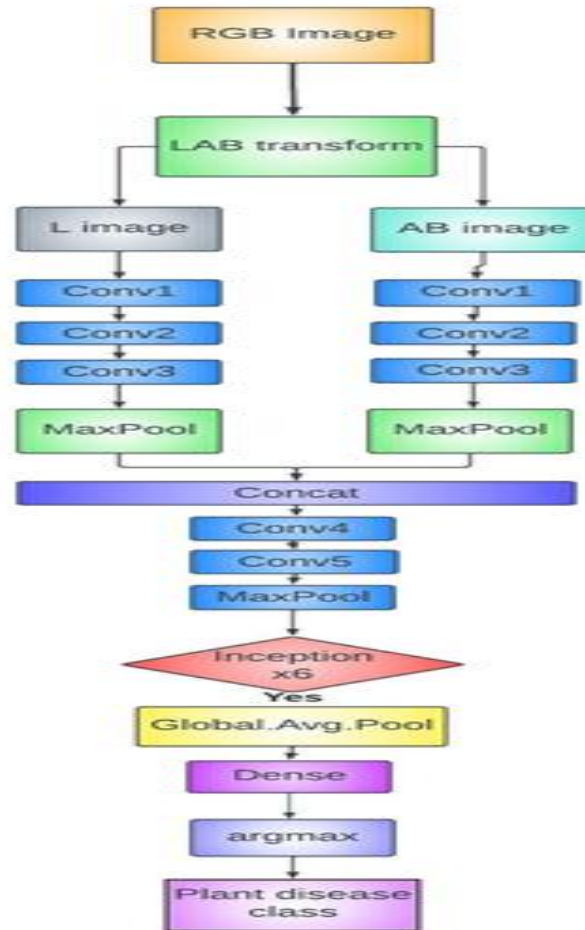 RGB Image
LAB transform
L image
AB image
Conv1
Conv1
Conv2
Conv2
Conv3
Conv3
MaxPool
MaxPool
Concat
Conv4
Conv5
MaxPool
Inception
x6
Yes
Global.Avg.Pool
Dense
argmax
Plant disease
class